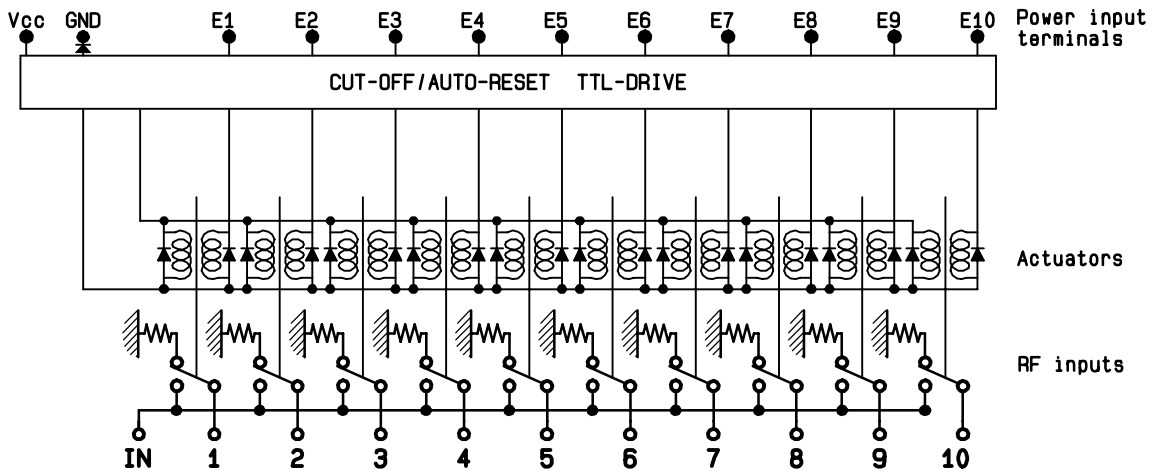 Vcc GND E1 E2 E3 E4 E5 E6 E7 E8 E9 E10 Power input
terminals
CUT-OFF/AUTO-RESET TTL-DRIVE
Actuators
RF inputs
IN 1 2 3 4 5 6 7 8 9 10